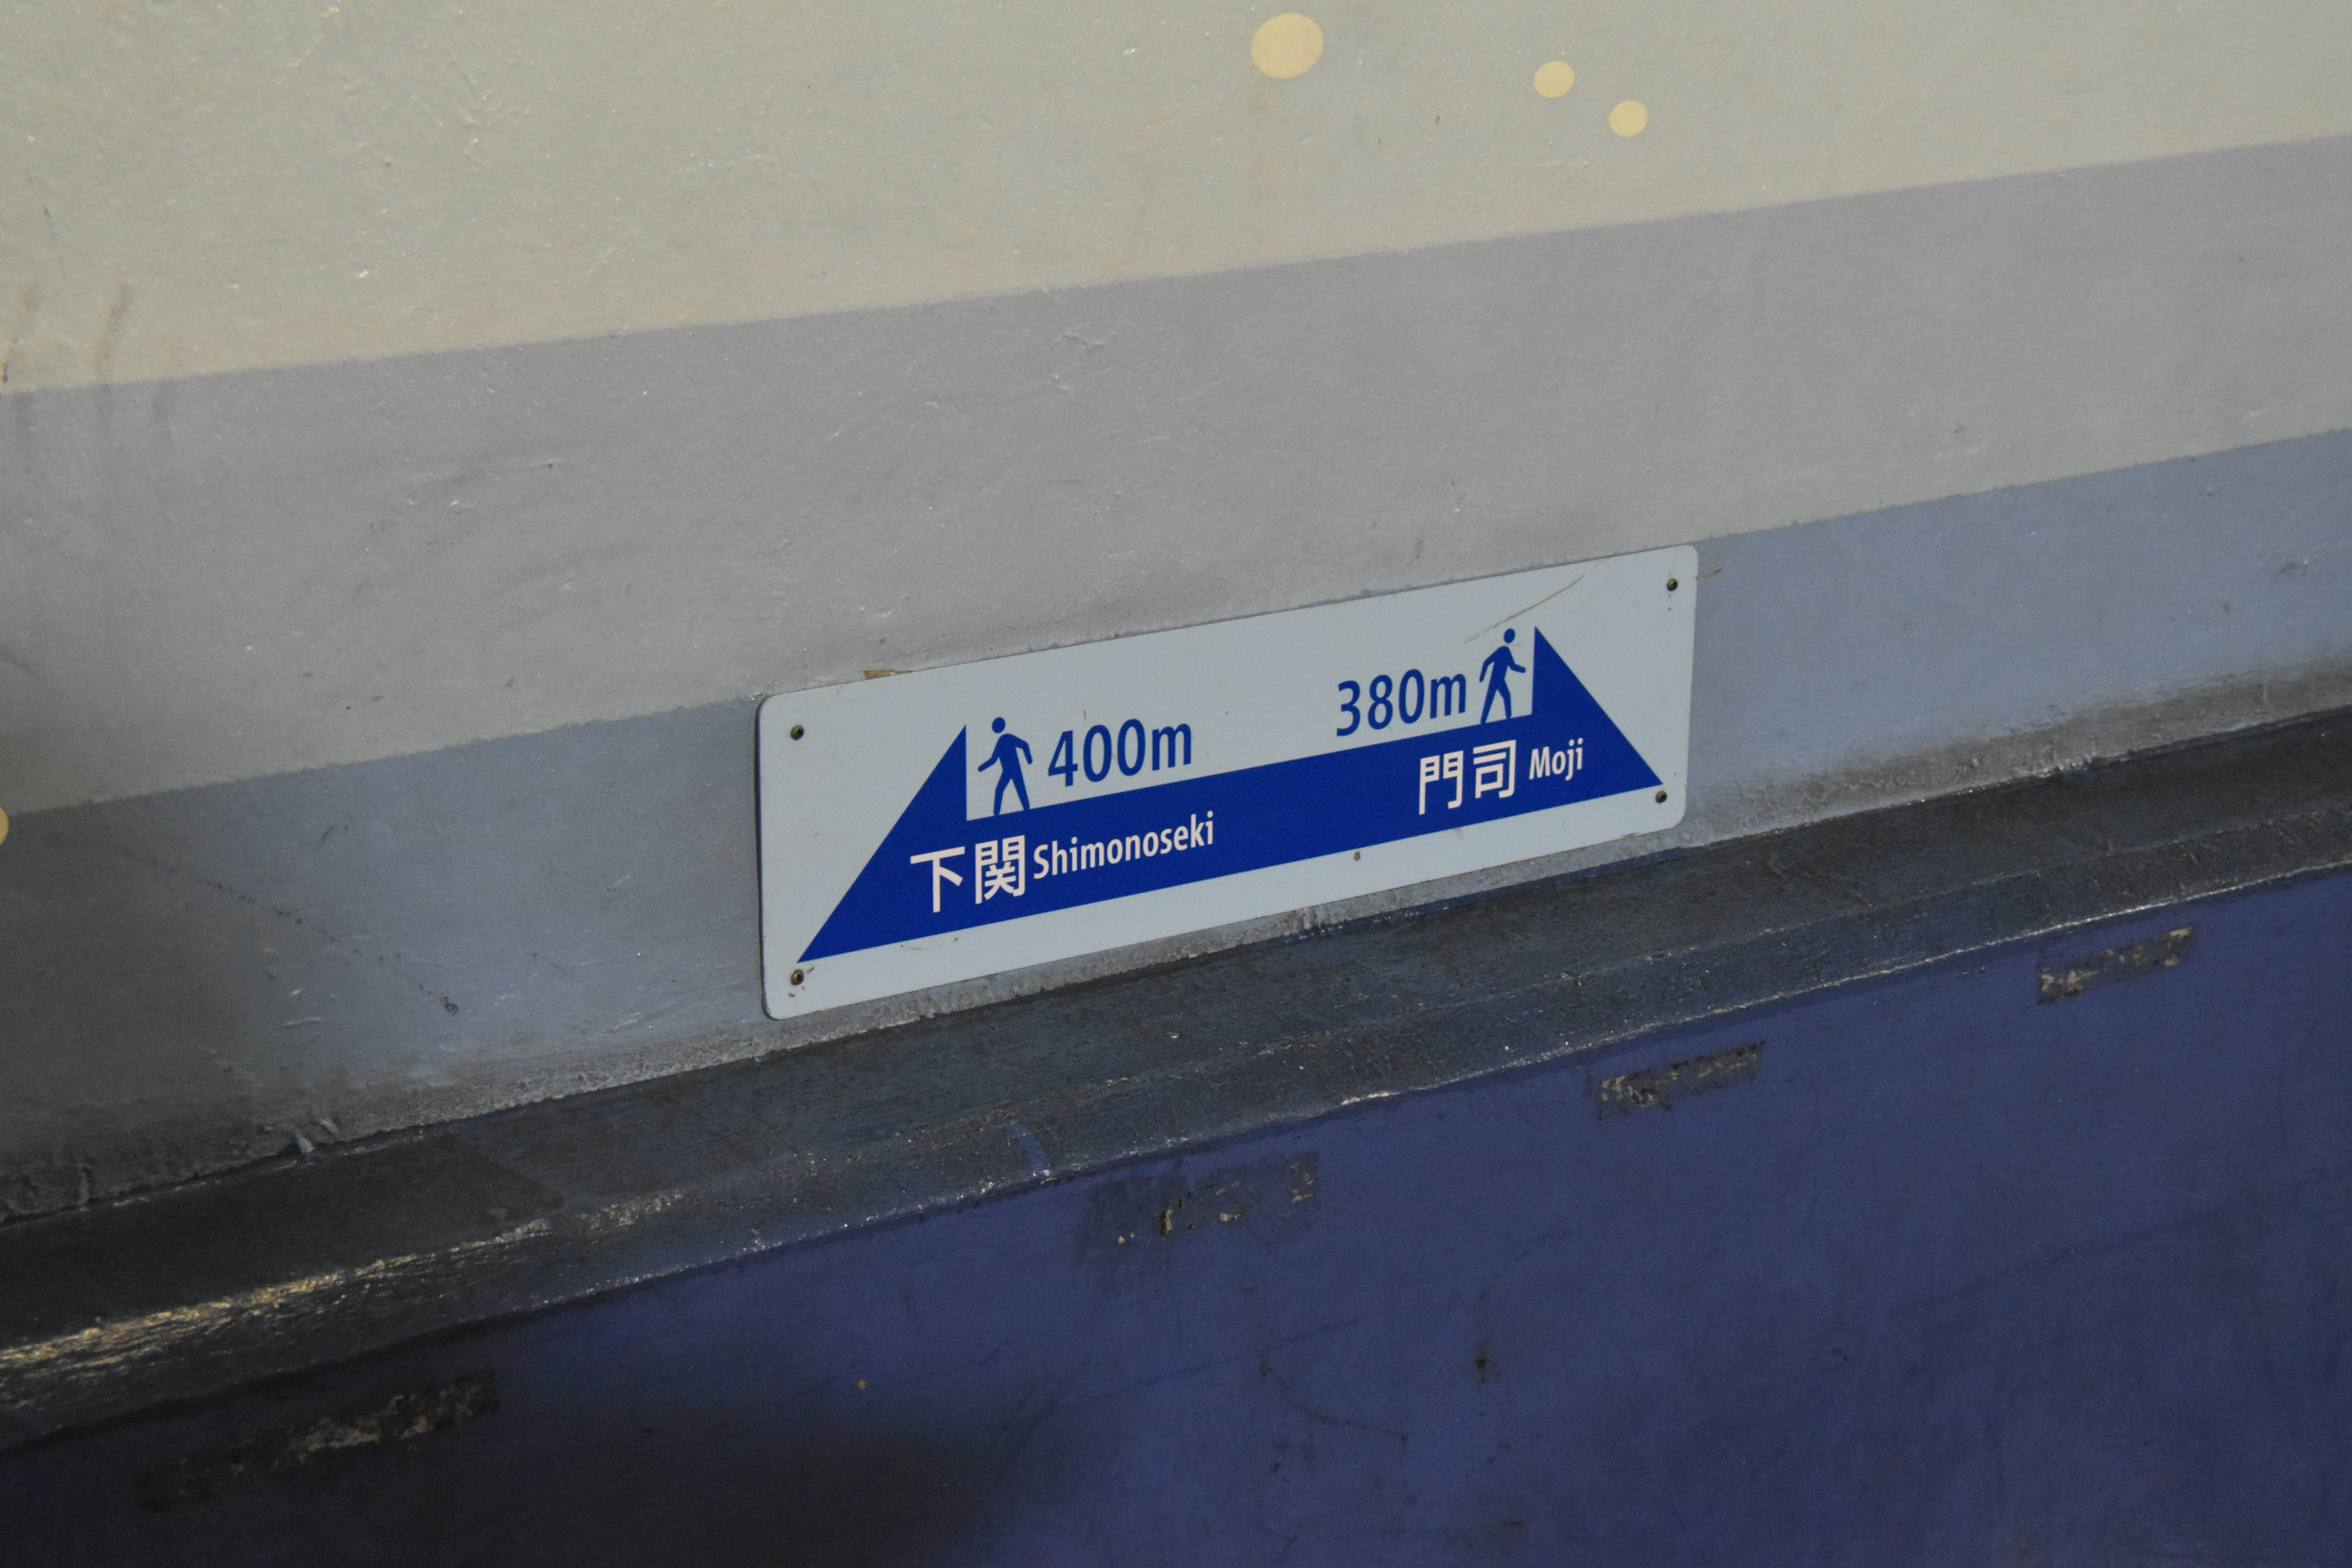 400m
下関 Shimonoseki
380m
門司 Moji